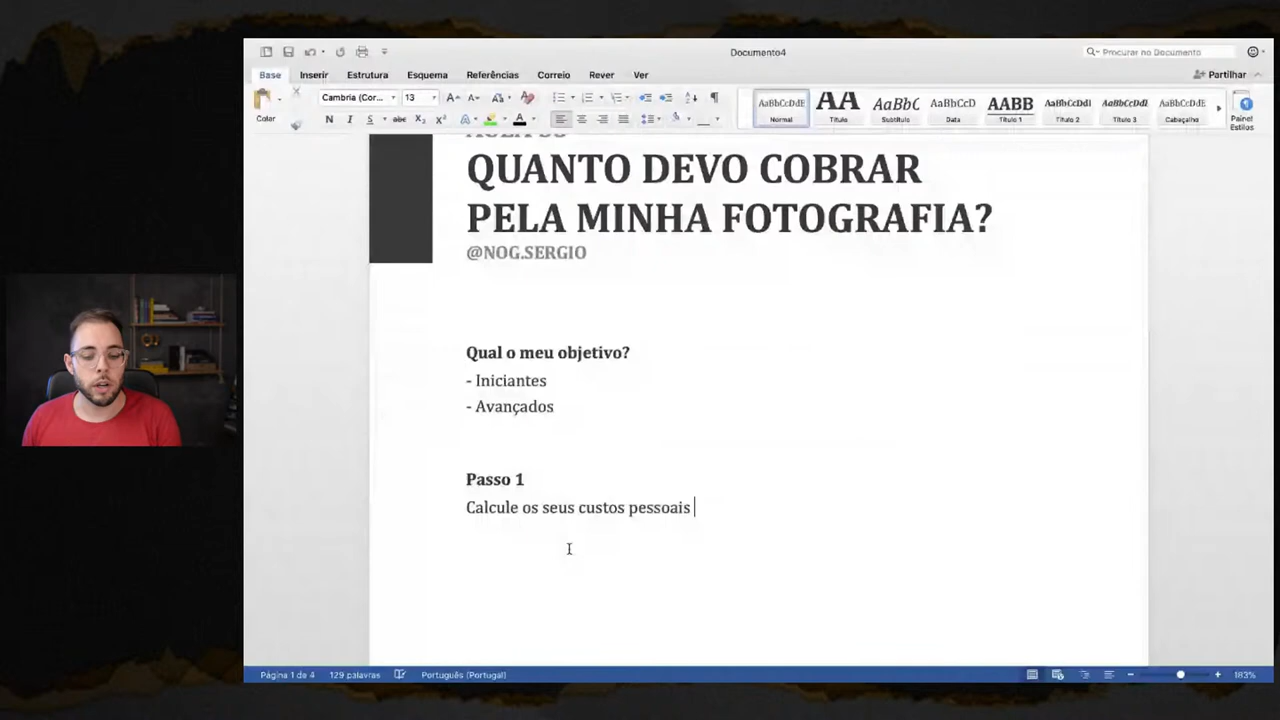 Documento4
Procurar no Documento
Base Inserir Estrutura Esquema Referências Correio Rever Ver
Partilhar
Colar
Cambria (Cor... 13
AaBbCcDdE AA AaBbC AaBbCcD AABB AaBbCcDdI AaBbCcDdI AaBbCcDdE
Normal Título Subtítulo Data Título 1 Título 2 Título 3 Cabeçalho
Painel
Estilos
QUANTO DEVO COBRAR
PELA MINHA FOTOGRAFIA?
@NOG.SERGIO
Qual o meu objetivo?
- Iniciantes
- Avançados
Passo 1
Calcule os seus custos pessoais
Página 1 de 4 129 palavras Português (Portugal) 183%